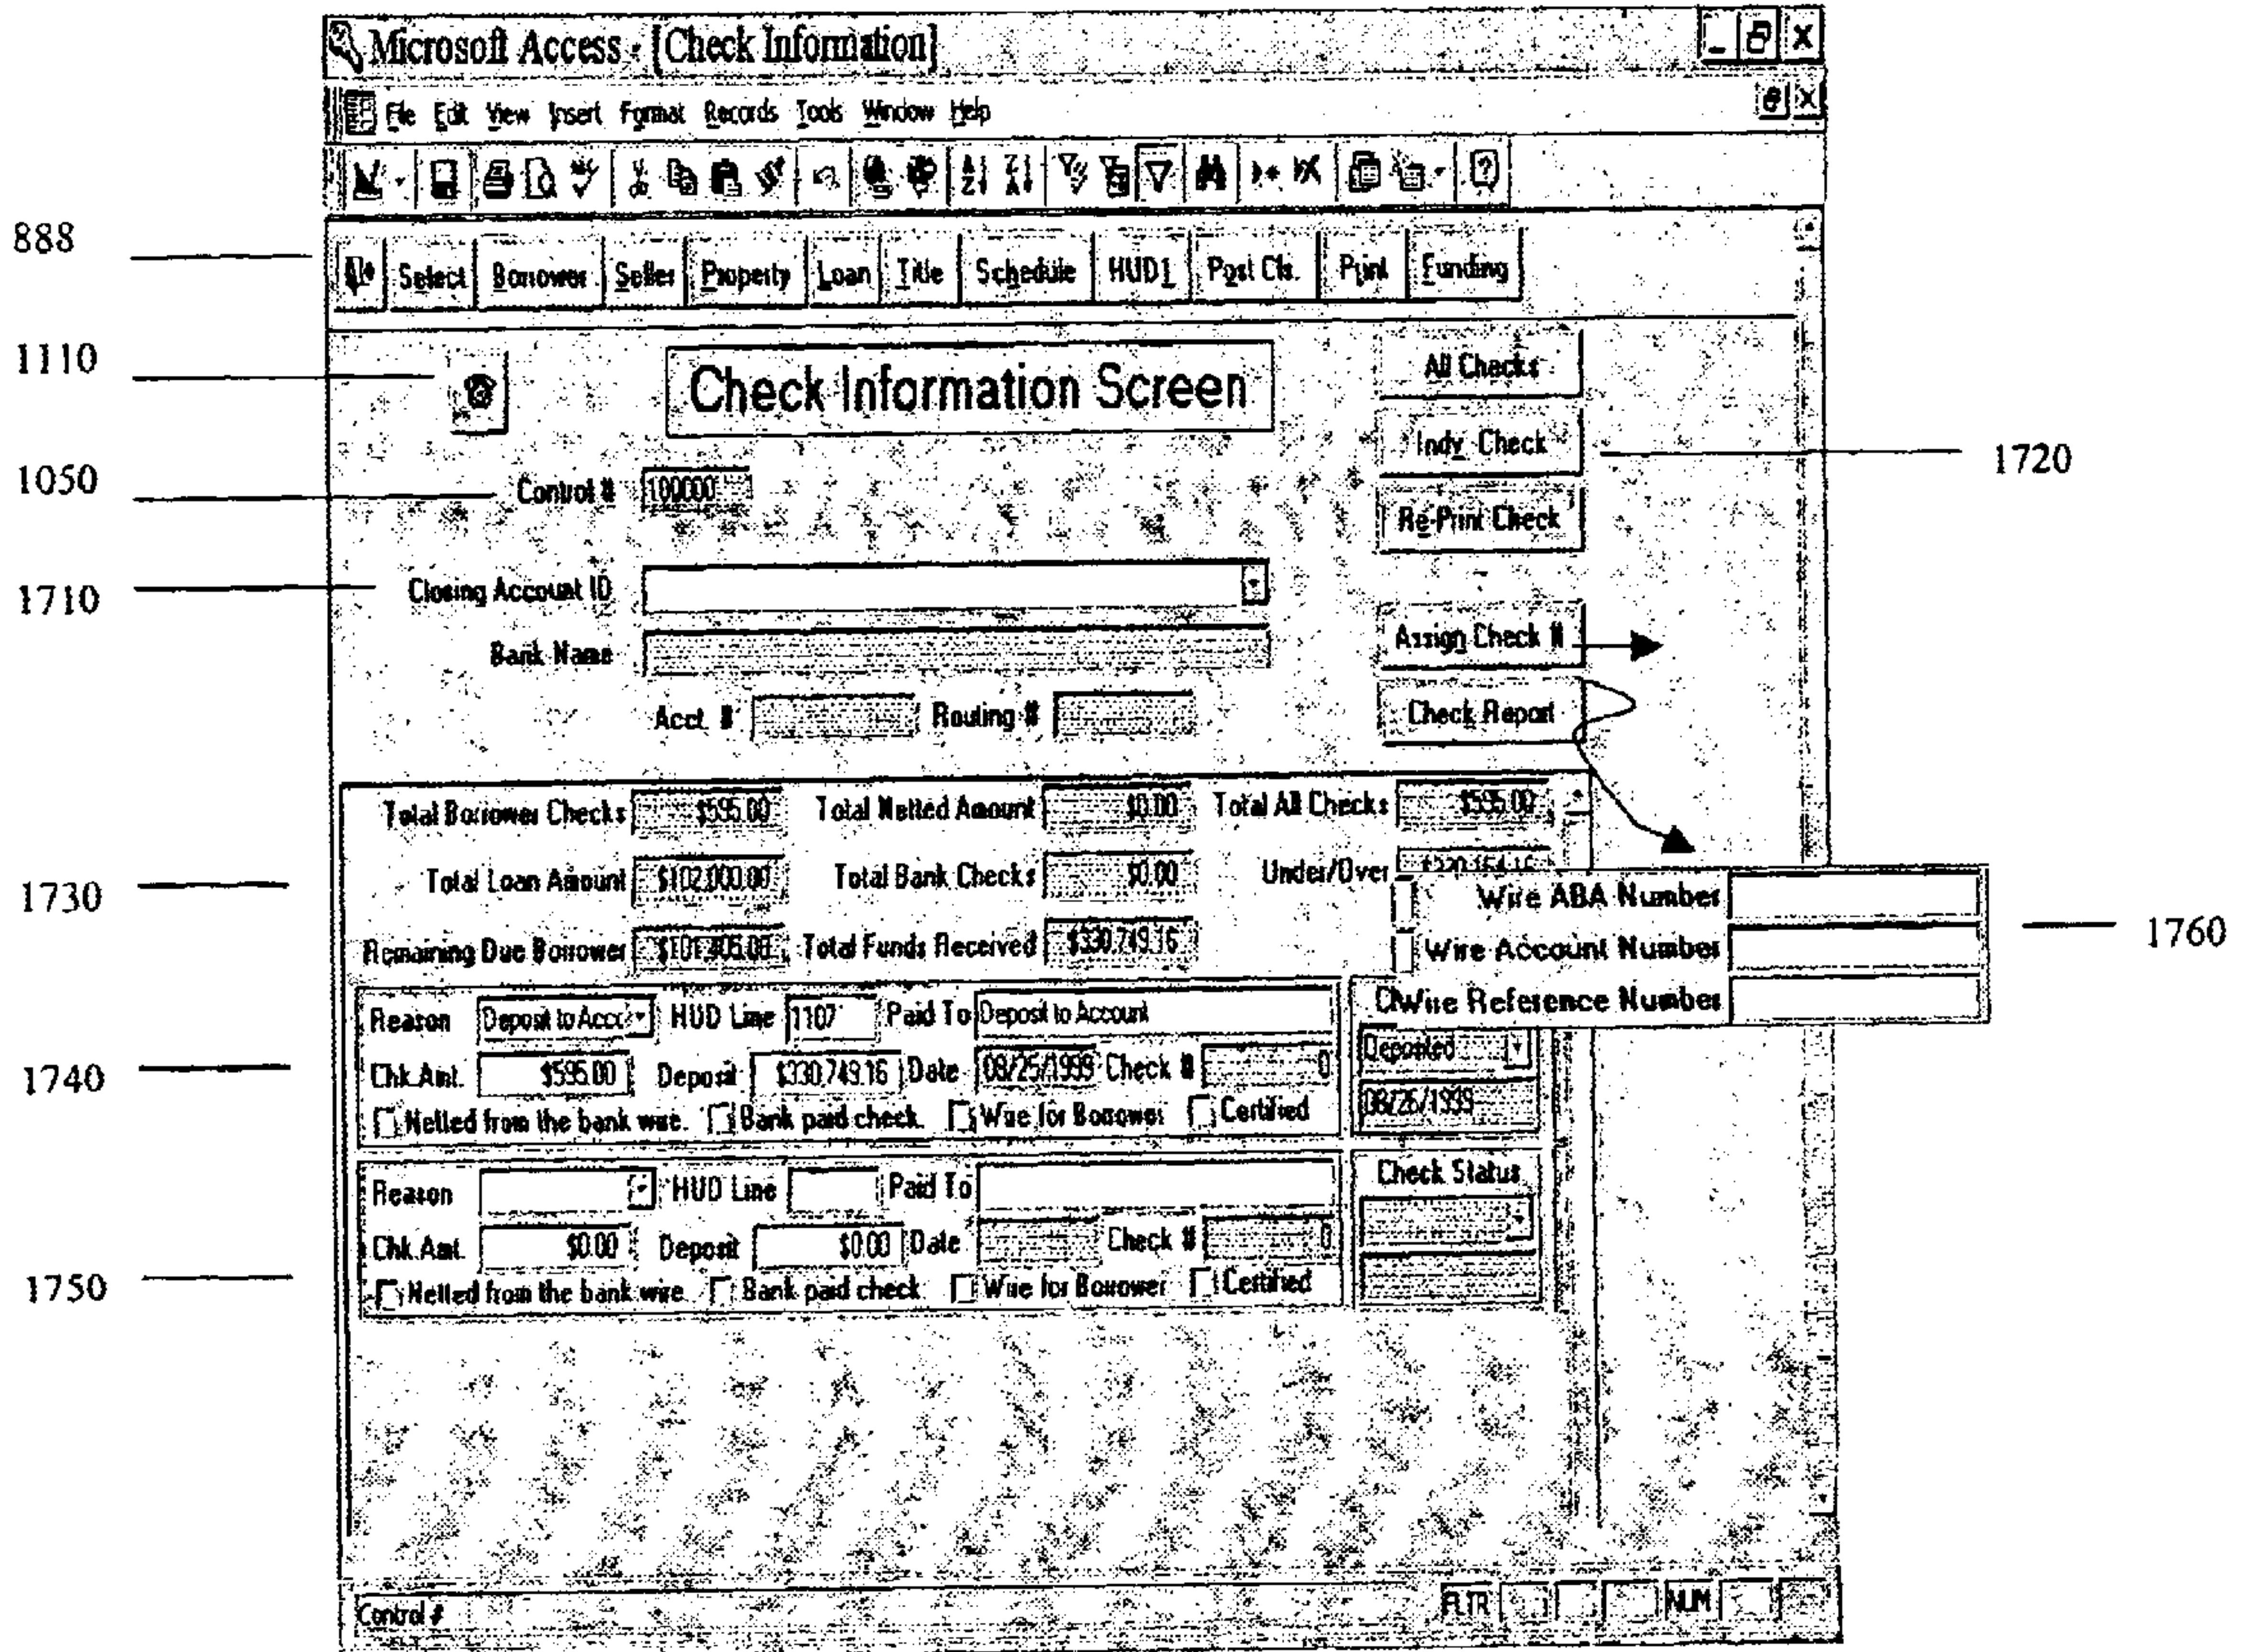 Microsoft Access - [Check Information]
File Edit View Insert Format Records Tools Window Help
888
Select Borrower Seller Property Loan Title Schedule HUD1 Post Cls. Print Funding
1110
Check Information Screen
All Checks
Indv. Check
1720
1050
Control # 100000
Re-Print Check
1710
Closing Account ID
Bank Name
Assign Check #
Acct. # Routing #
Check Report
Total Borrower Checks $595.00 Total Netted Amount $0.00 Total All Checks $595.00
1730
Total Loan Amount $102,000.00 Total Bank Checks $0.00 Under/Over
Wire ABA Number
Remaining Due Borrower $101,405.00 Total Funds Received $330,749.16
Wire Account Number
1760
Wire Reference Number
Reason Deposit to Acc HUD Line 1107 Paid To Deposit to Account
1740
Chk.Amt. $595.00 Deposit $330,749.16 Date 08/25/1999 Check # 0 Deposited
Netted from the bank wire. Bank paid check. Wire for Borrower Certified 08/26/1999
Reason HUD Line Paid To Check Status
Chk.Amt. $0.00 Deposit $0.00 Date Check # 0
1750
Netted from the bank wire. Bank paid check. Wire for Borrower Certified
Control # FLTR NUM